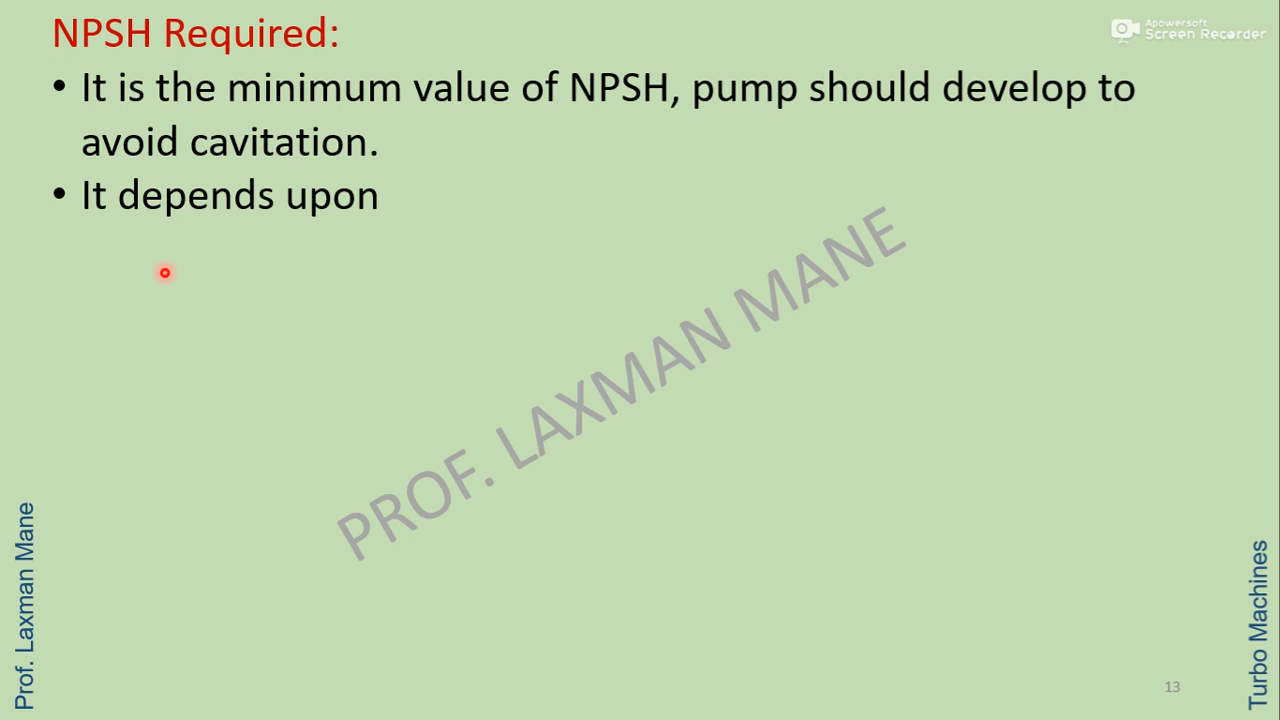 NPSH Required:
Apowersoft
Screen Recorder
• It is the minimum value of NPSH, pump should develop to
avoid cavitation.
• It depends upon
PROF. LAXMAN MANE
Prof. Laxman Mane
Turbo Machines
13